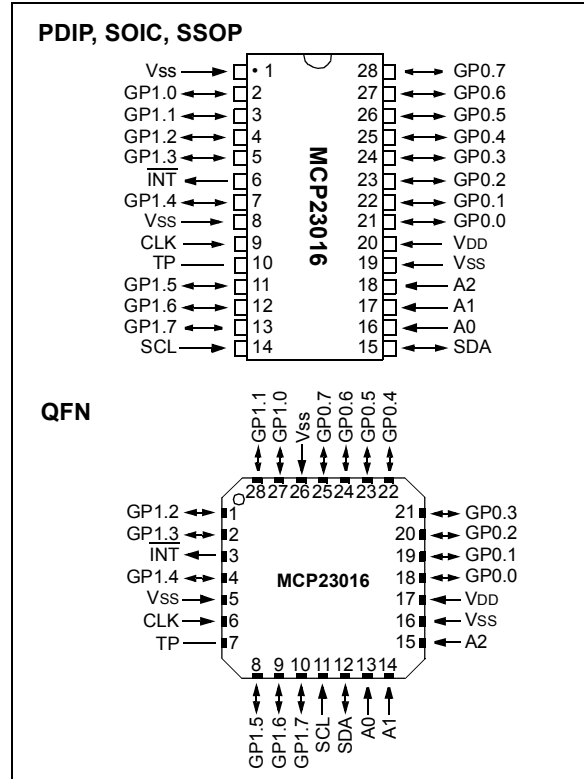 PDIP, SOIC, SSOP
Vss • 1 28 GP0.7
GP1.0 2 27 GP0.6
GP1.1 3 26 GP0.5
GP1.2 4 25 GP0.4
GP1.3 5 24 GP0.3
INT 6 23 GP0.2
GP1.4 7 22 GP0.1
VSS 8 21 GP0.0
CLK 9 20 VDD
TP 10 19 VSS
GP1.5 11 18 A2
GP1.6 12 17 A1
GP1.7 13 16 A0
SCL 14 15 SDA
MCP23016
QFN
GP1.1 GP1.0 Vss GP0.7 GP0.6 GP0.5 GP0.4
28 27 26 25 24 23 22
GP1.2 1 21 GP0.3
GP1.3 2 20 GP0.2
INT 3 19 GP0.1
GP1.4 4 18 GP0.0
VSS 5 17 VDD
CLK 6 16 VSS
TP 7 15 A2
MCP23016
8 9 10 11 12 13 14
GP1.5 GP1.6 GP1.7 SCL SDA A0 A1